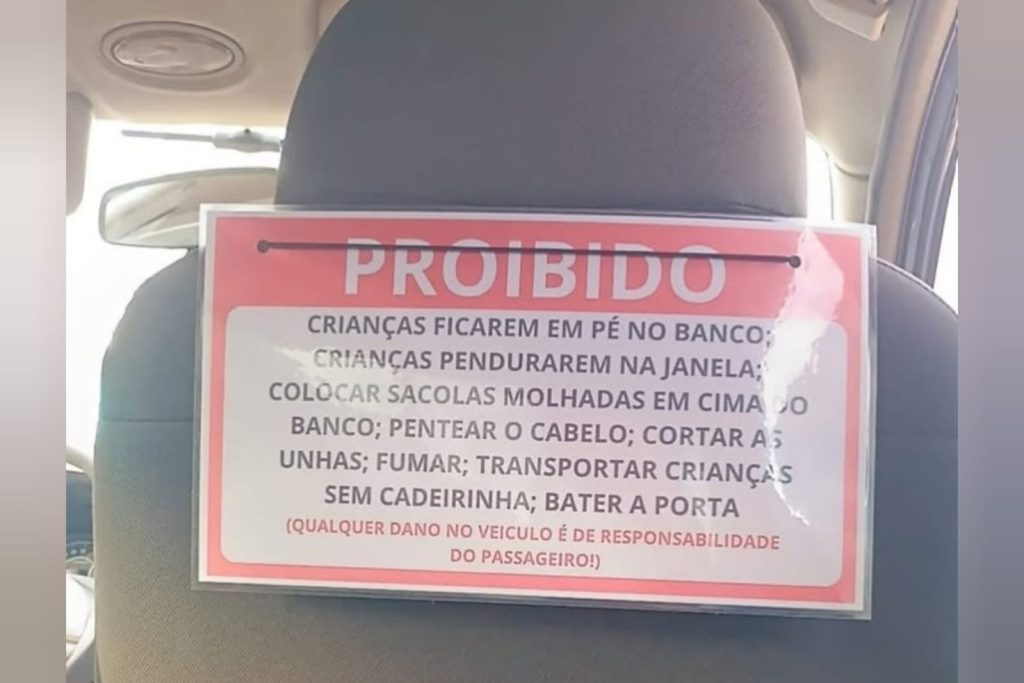 PROIBIDO
CRIANÇAS FICAREM EM PÉ NO BANCO;
CRIANÇAS PENDURAREM NA JANELA;
COLOCAR SACOLAS MOLHADAS EM CIMA DO
BANCO; PENTEAR O CABELO; CORTAR AS
UNHAS; FUMAR; TRANSPORTAR CRIANÇAS
SEM CADEIRINHA; BATER A PORTA
(QUALQUER DANO NO VEICULO É DE RESPONSABILIDADE
DO PASSAGEIRO!)